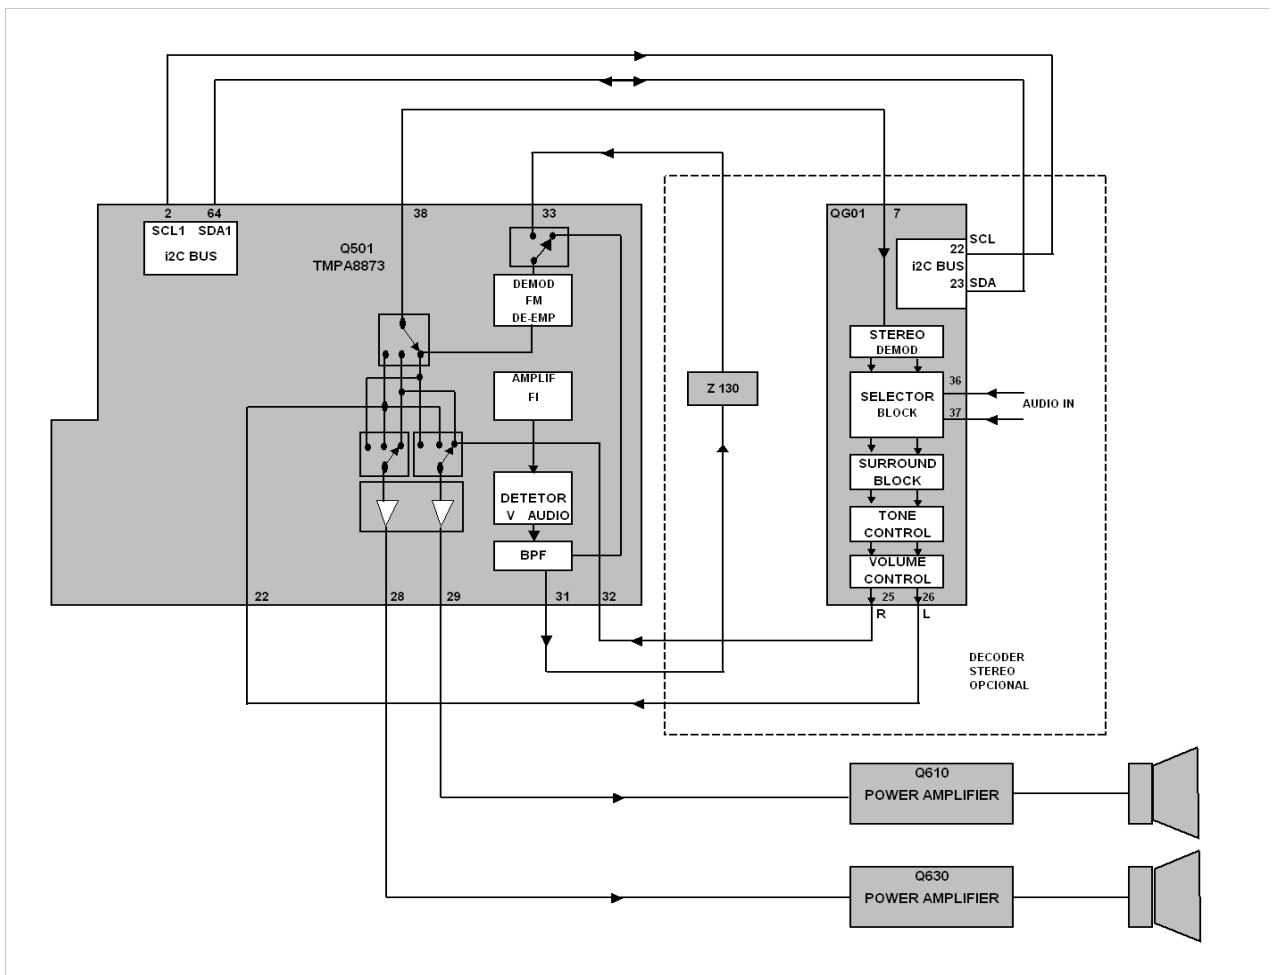 2 64 38 33 QG01 7
SCL1 SDA1
i2C BUS
Q501
TMPA8873
SCL
22
i2C BUS
23 SDA
DEMOD
FM
DE-EMP
STEREO
DEMOD
AMPLIF
FI
Z 130
36
SELECTOR
BLOCK
37
AUDIO IN
SURROUND
BLOCK
DETETOR
V AUDIO
TONE
CONTROL
BPF
VOLUME
CONTROL
22 28 29 31 32 25 26
R L
DECODER
STEREO
OPCIONAL
Q610
POWER AMPLIFIER
Q630
POWER AMPLIFIER